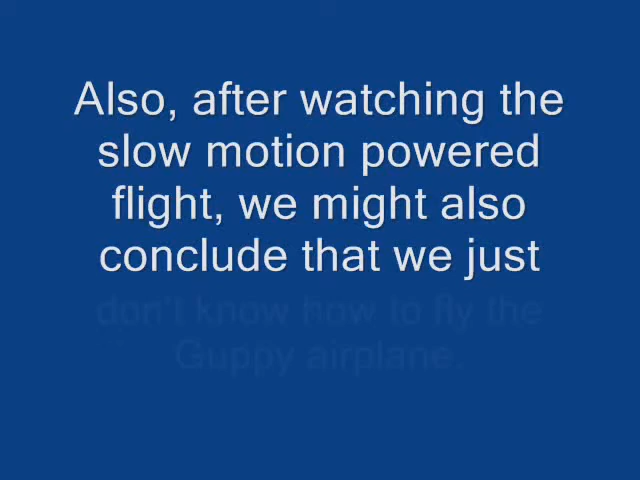 Also, after watching the
slow motion powered
flight, we might also
conclude that we just
don't know how to fly the
Guppy airplane.